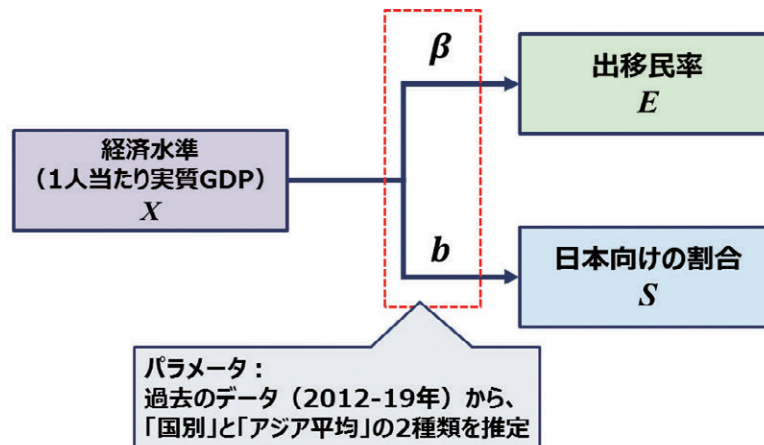 β
出移民率
E
経済水準
（1人当たり実質GDP）
X
b
日本向けの割合
S
パラメータ：
過去のデータ（2012-19年）から、
「国別」と「アジア平均」の2種類を推定